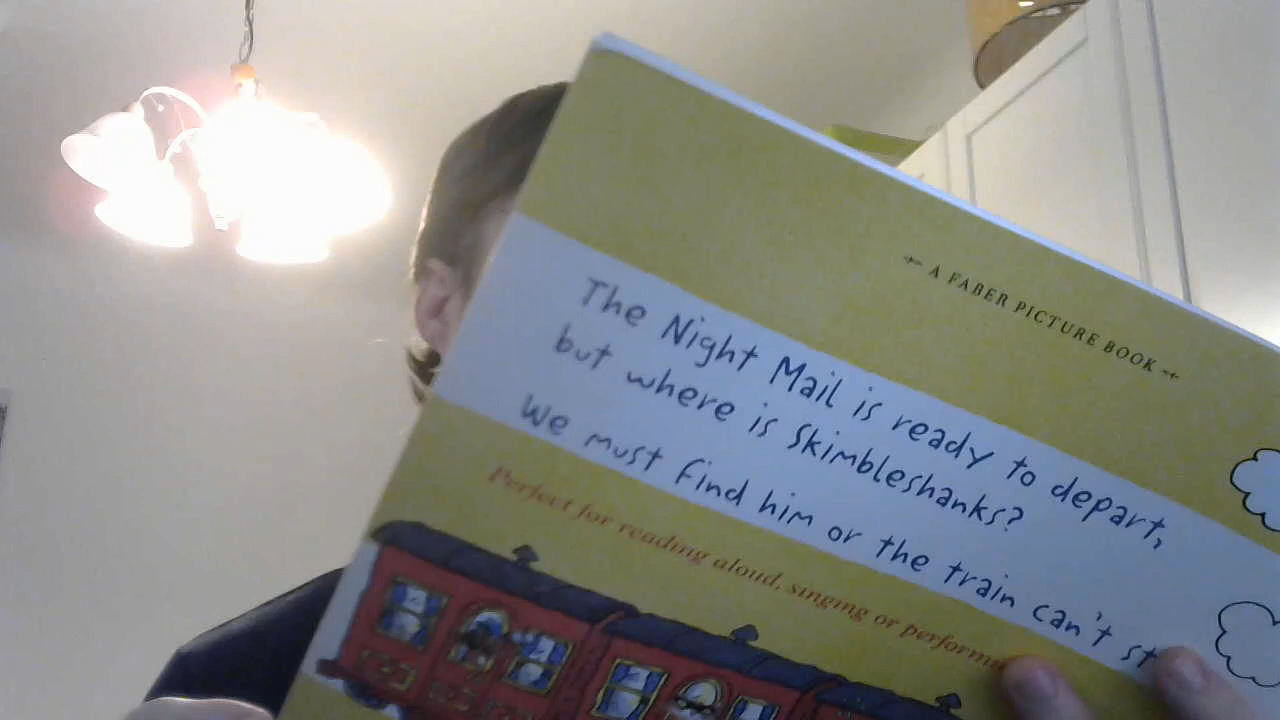 A FABER PICTURE BOOK
The Night Mail is ready to depart,
but where is Skimbleshanks?
We must find him or the train can't
Perfect for reading aloud, singing or